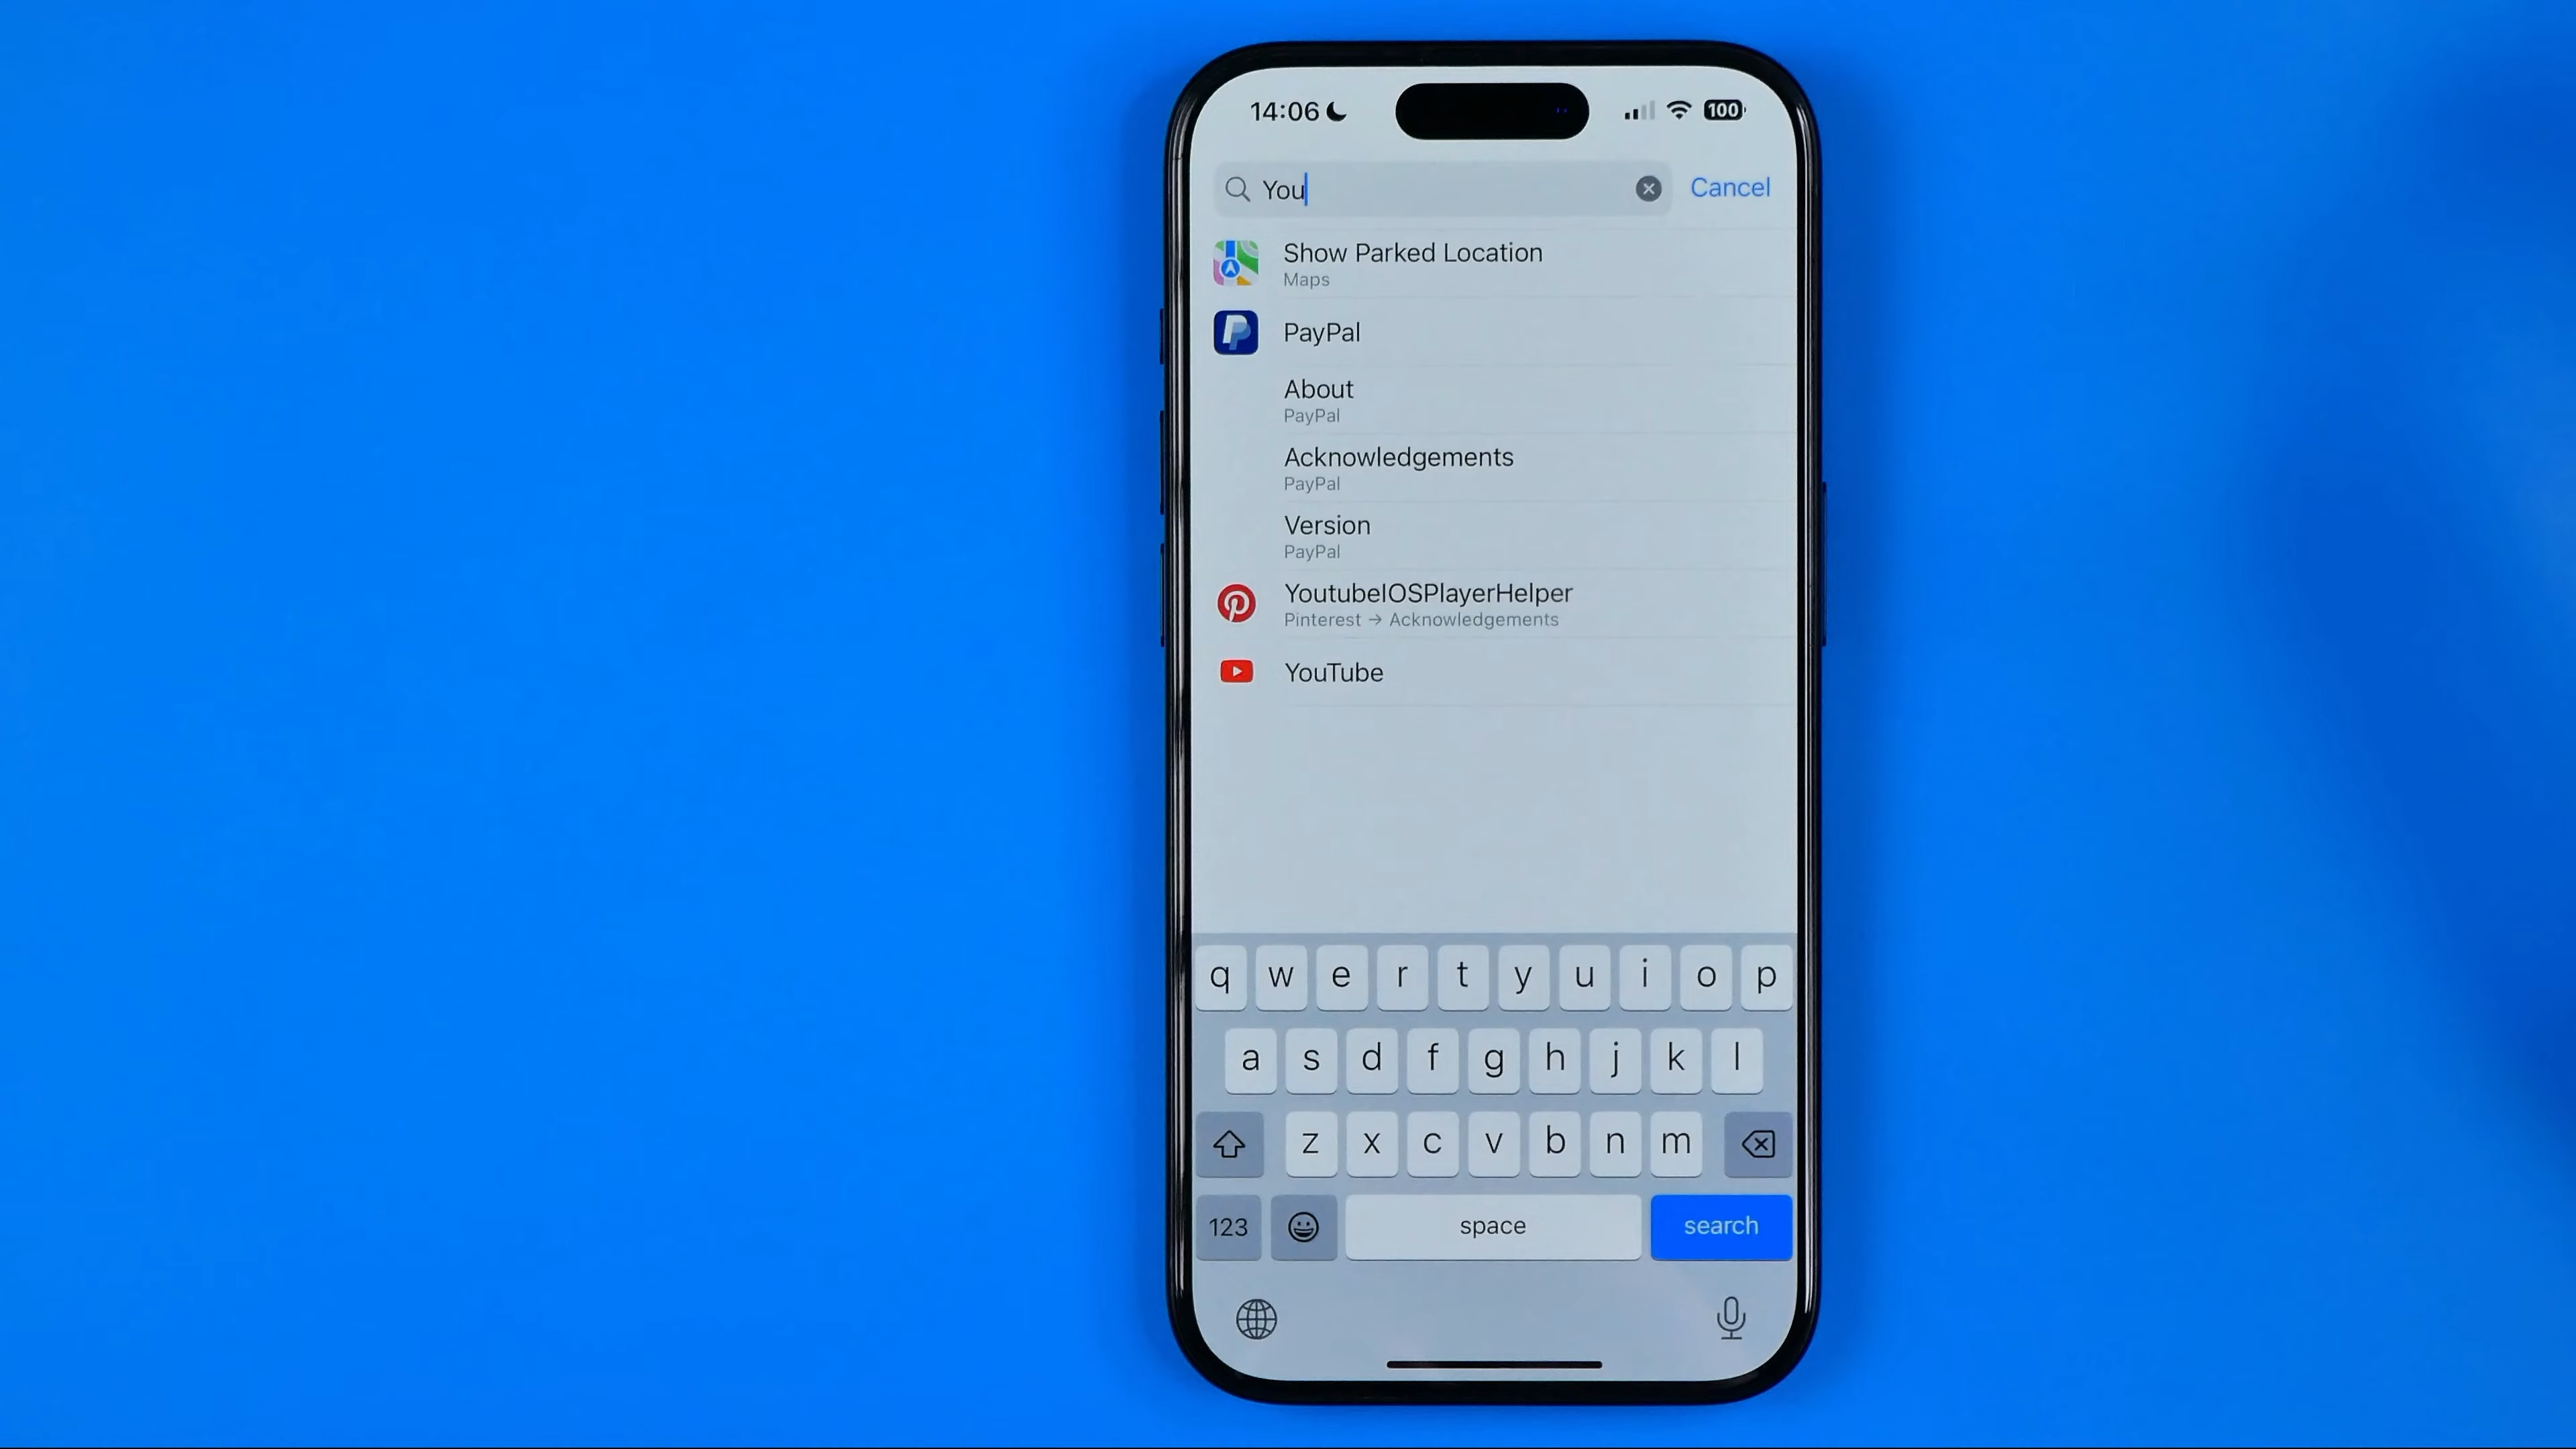 14:06 100
You Cancel
Show Parked Location
Maps
PayPal
About
PayPal
Acknowledgements
PayPal
Version
PayPal
YoutubeIOSPlayerHelper
Pinterest → Acknowledgements
YouTube
q w e r t y u i o p
a s d f g h j k l
z x c v b n m
123 space search